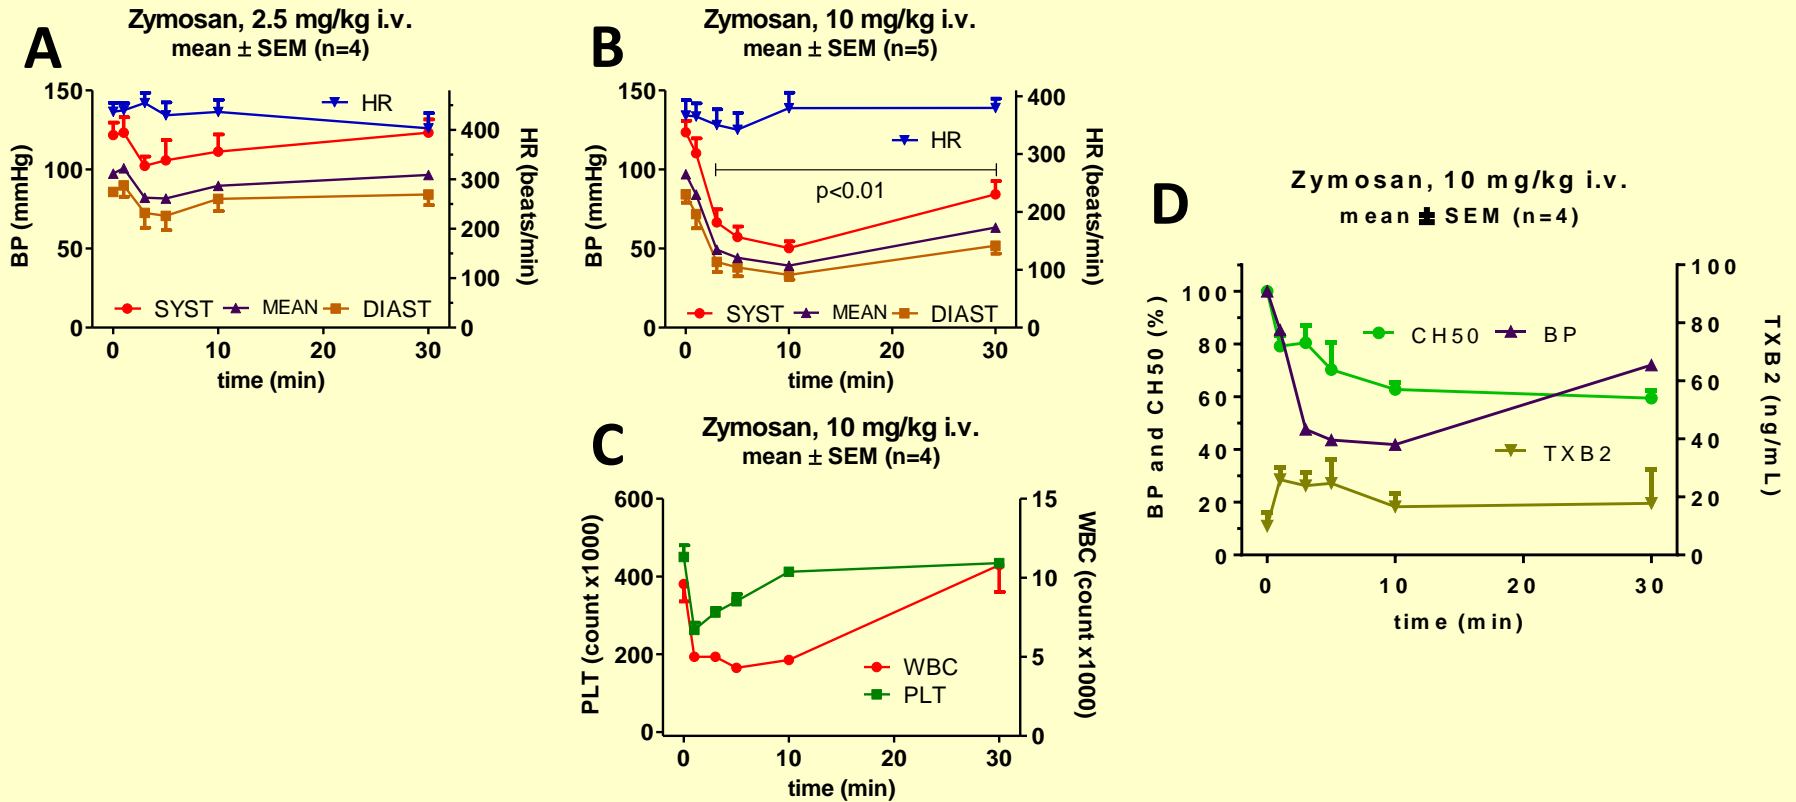 A
Zymosan, 2.5 mg/kg i.v.
mean ± SEM (n=4)
BP (mmHg)
150
100
50
0
HR
SYST
MEAN
DIAST
400
300
200
100
0
HR (beats/min)
0
10
20
30
time (min)
B
Zymosan, 10 mg/kg i.v.
mean ± SEM (n=5)
BP (mmHg)
150
100
50
0
HR
p<0.01
SYST
MEAN
DIAST
400
300
200
100
0
HR (beats/min)
0
10
20
30
time (min)
C
Zymosan, 10 mg/kg i.v.
mean ± SEM (n=4)
PLT (count x1000)
600
400
200
0
WBC
PLT
15
10
5
0
WBC (count x1000)
0
10
20
30
time (min)
D
Zymosan, 10 mg/kg i.v.
mean ± SEM (n=4)
BP and CH50 (%)
100
80
60
40
20
0
CH50
BP
TXB2
100
80
60
40
20
0
TXB2 (ng/mL)
0
10
20
30
time (min)